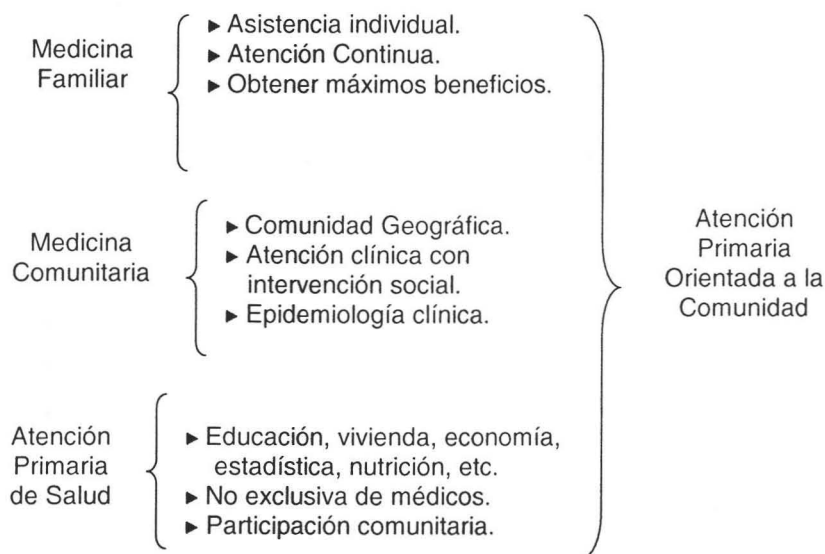 Medicina
Familiar
► Asistencia individual.
► Atención Continua.
► Obtener máximos beneficios.
Medicina
Comunitaria
► Comunidad Geográfica.
► Atención clínica con
intervención social.
► Epidemiología clínica.
Atención
Primaria
de Salud
► Educación, vivienda, economía,
estadística, nutrición, etc.
► No exclusiva de médicos.
► Participación comunitaria.
Atención
Primaria
Orientada a la
Comunidad